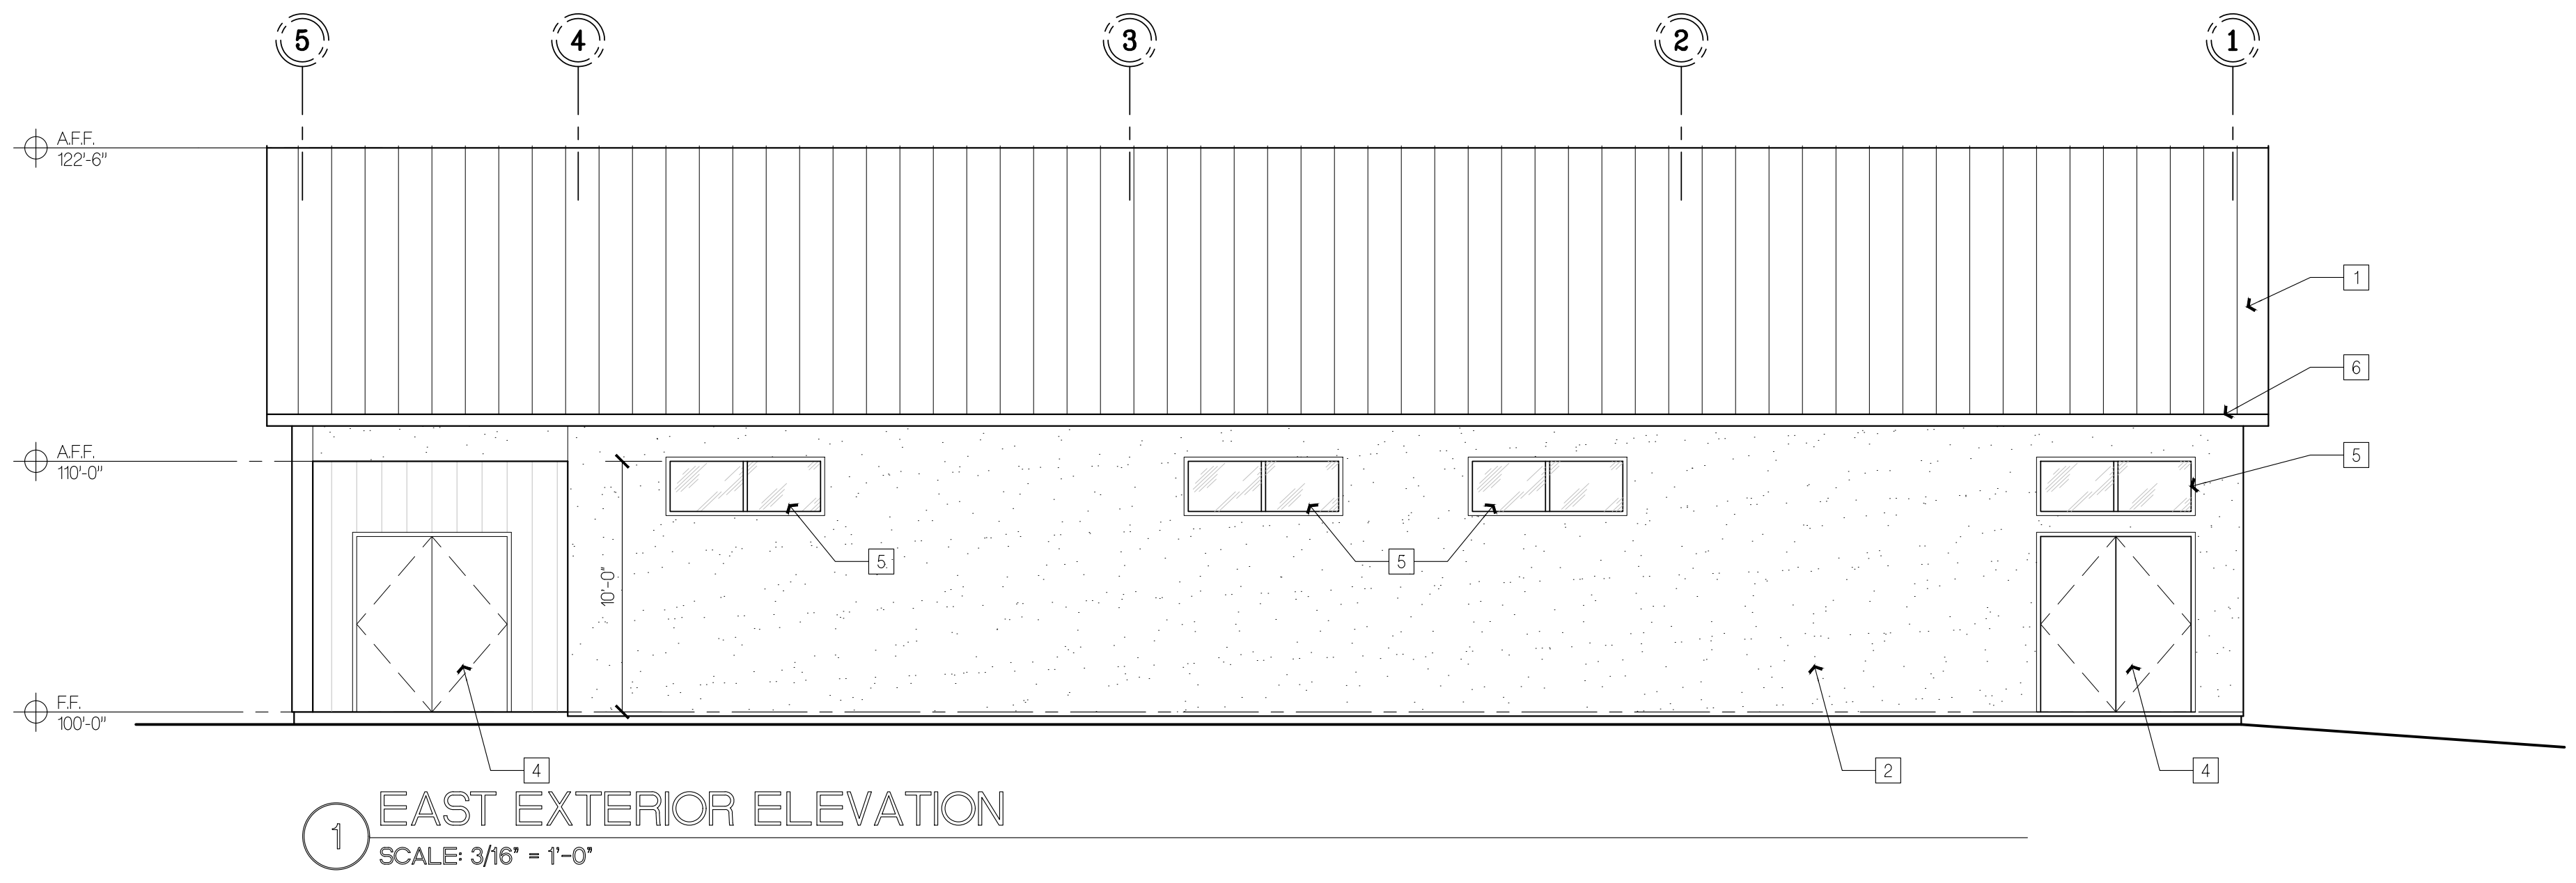 5 4 3 2 1
A.F.F.
122'-6"
1
6
A.F.F.
110'-0"
5
5
5
10'-0"
F.F.
100'-0"
4
2
4
1
EAST EXTERIOR ELEVATION
SCALE: 3/16" = 1'-0"